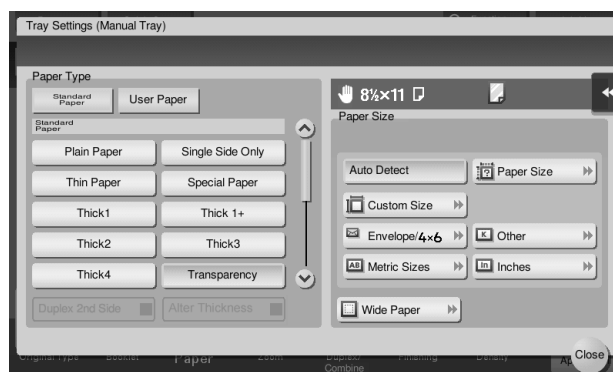 Tray Settings (Manual Tray)
Paper Type
Standard
Paper
User Paper
Standard
Paper
Plain Paper
Single Side Only
Thin Paper
Special Paper
Thick1
Thick 1+
Thick2
Thick3
Thick4
Transparency
Duplex 2nd Side
Alter Thickness
8½×11
Paper Size
Auto Detect
? Paper Size
Custom Size
Envelope/4×6
K Other
AB Metric Sizes
In Inches
Wide Paper
Close
Original Type
Booklet
Paper
Zoom
Duplex/
Combine
Finishing
Density